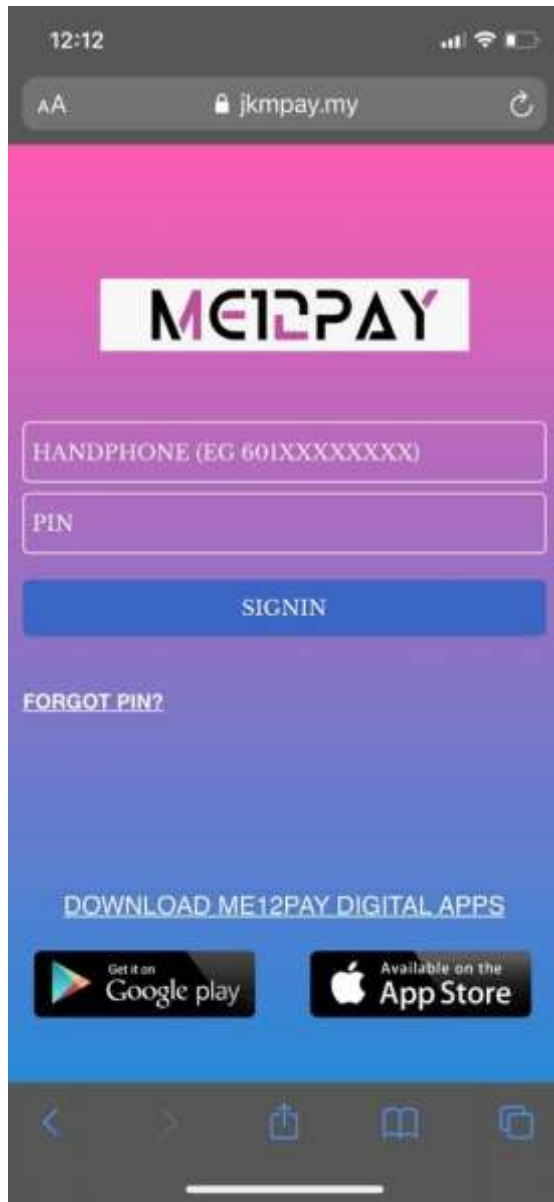 12:12
AA jkmpay.my
ME12PAY
HANDPHONE (EG 601XXXXXXXX)
PIN
SIGNIN
FORGOT PIN?
DOWNLOAD ME12PAY DIGITAL APPS
Get it on
Google play
Available on the
App Store